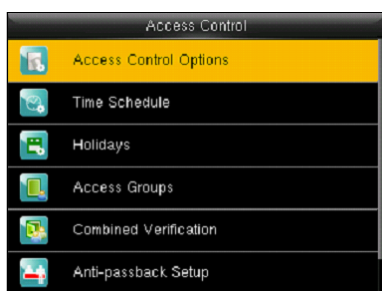 Access Control
Access Control Options
Time Schedule
Holidays
Access Groups
Combined Verification
Anti-passback Setup